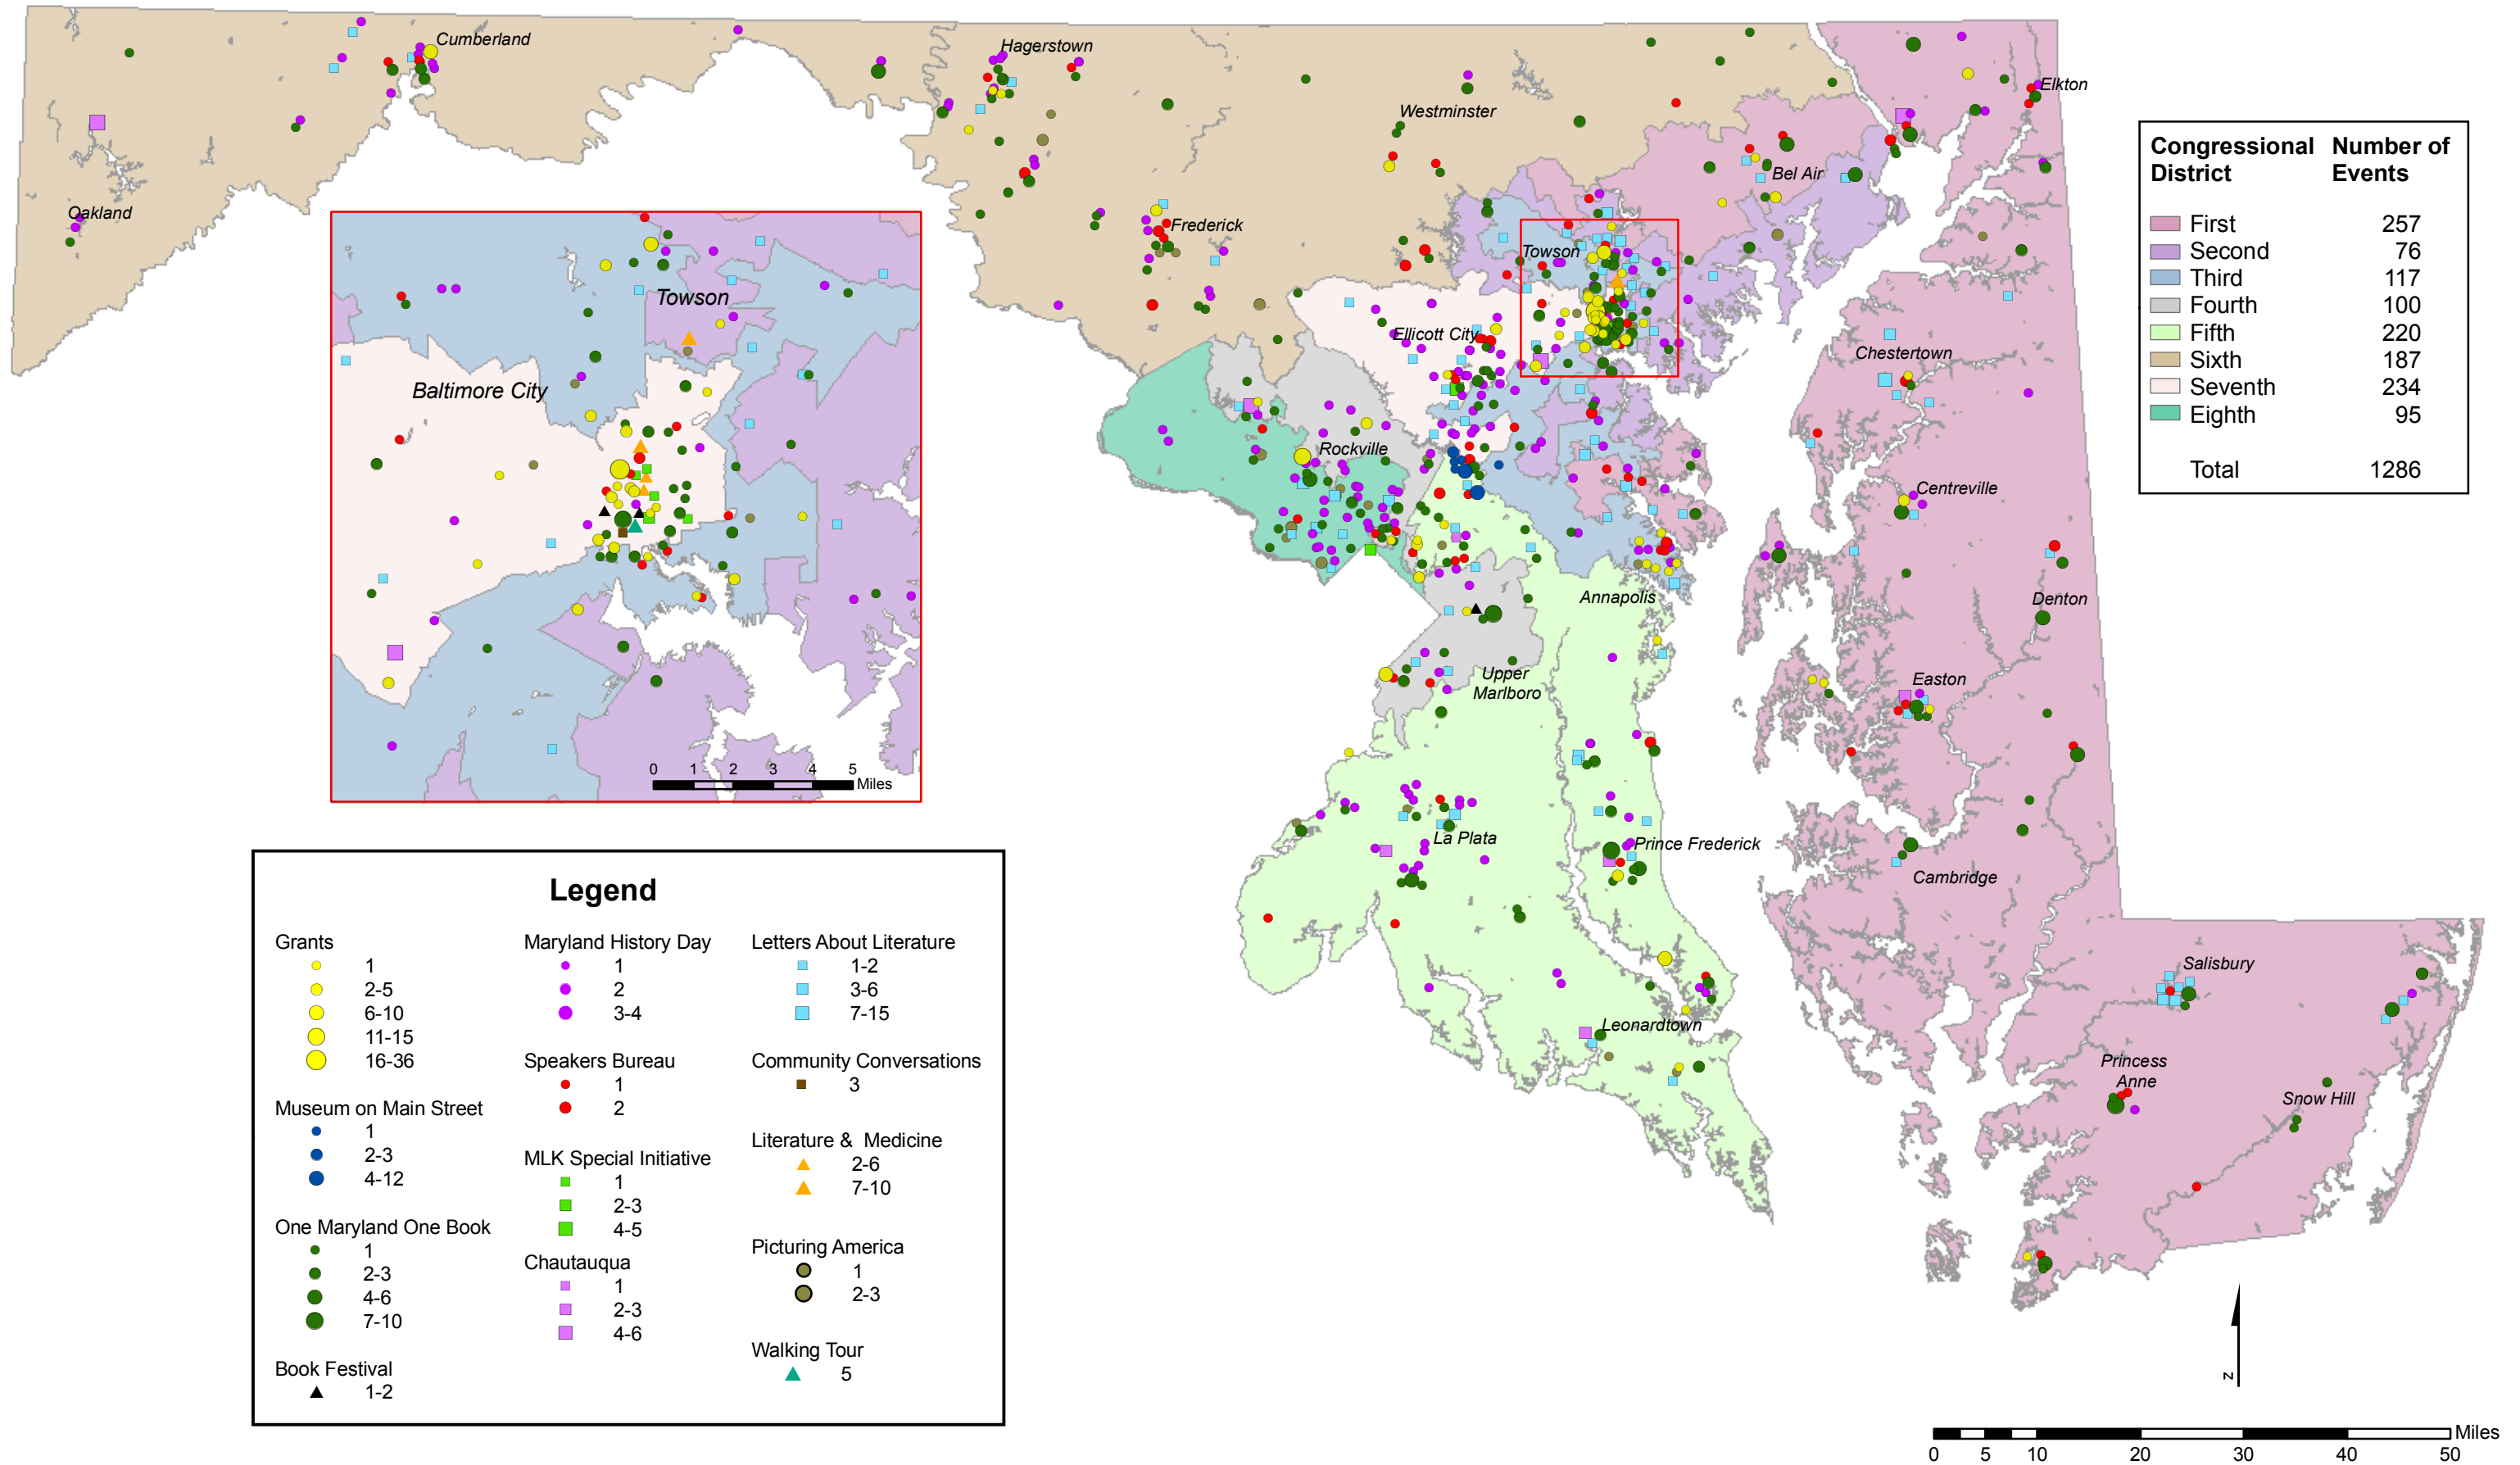 Cumberland
Hagerstown
Westminster
Elkton
Bel Air
Oakland
Frederick
Towson
Ellicott City
Chestertown
Rockville
Centreville
Annapolis
Denton
Upper
Marlboro
Easton
La Plata
Prince Frederick
Cambridge
Salisbury
Leonardtown
Princess
Anne
Snow Hill
Towson
Baltimore City
0 1 2 3 4 5
Miles
Congressional District Number of Events
First 257
Second 76
Third 117
Fourth 100
Fifth 220
Sixth 187
Seventh 234
Eighth 95
Total 1286
Legend
Grants
1
2-5
6-10
11-15
16-36
Museum on Main Street
1
2-3
4-12
One Maryland One Book
1
2-3
4-6
7-10
Book Festival
1-2
Maryland History Day
1
2
3-4
Speakers Bureau
1
2
MLK Special Initiative
1
2-3
4-5
Chautauqua
1
2-3
4-6
Letters About Literature
1-2
3-6
7-15
Community Conversations
3
Literature & Medicine
2-6
7-10
Picturing America
1
2-3
Walking Tour
5
N
Miles
0 5 10 20 30 40 50